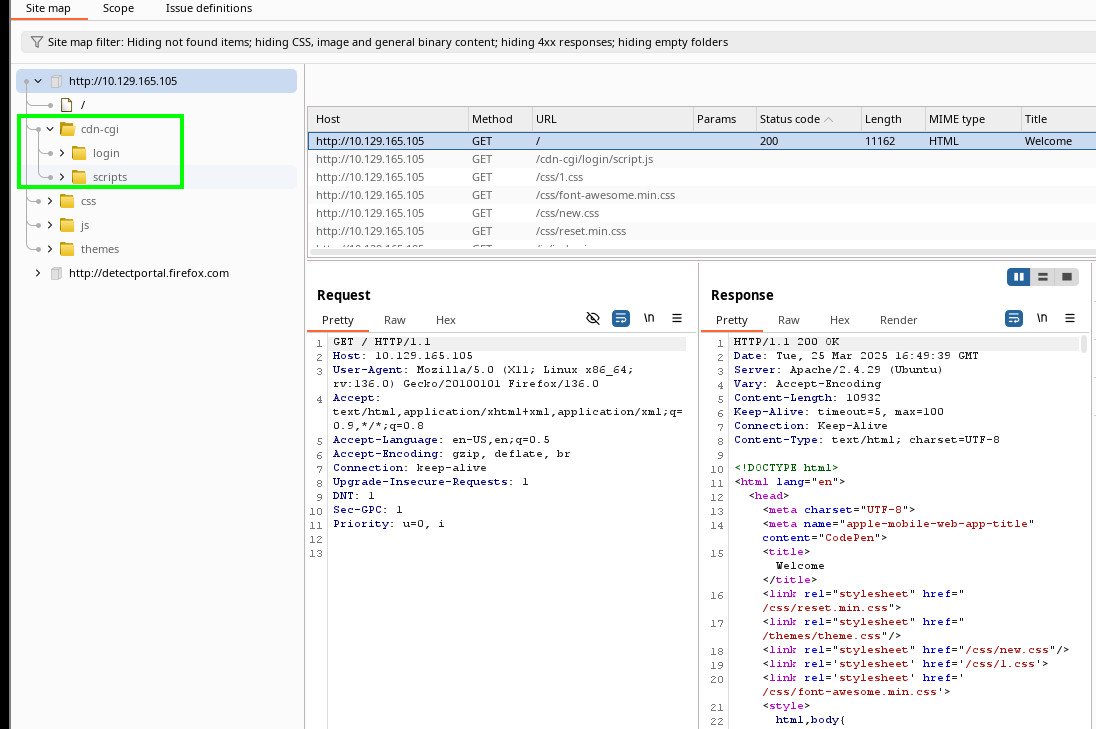 Site map Scope Issue definitions
Site map filter: Hiding not found items; hiding CSS, image and general binary content; hiding 4xx responses; hiding empty folders
http://10.129.165.105
/
cdn-cgi
login
scripts
css
js
themes
http://detectportal.firefox.com
Host Method URL Params Status code Length MIME type Title
http://10.129.165.105 GET / 200 11162 HTML Welcome
http://10.129.165.105 GET /cdn-cgi/login/script.js
http://10.129.165.105 GET /css/1.css
http://10.129.165.105 GET /css/font-awesome.min.css
http://10.129.165.105 GET /css/new.css
http://10.129.165.105 GET /css/reset.min.css
Request
Pretty Raw Hex \n
1 GET / HTTP/1.1
2 Host: 10.129.165.105
3 User-Agent: Mozilla/5.0 (X11; Linux x86_64;
rv:136.0) Gecko/20100101 Firefox/136.0
4 Accept:
text/html,application/xhtml+xml,application/xml;q=
0.9,*/*;q=0.8
5 Accept-Language: en-US,en;q=0.5
6 Accept-Encoding: gzip, deflate, br
7 Connection: keep-alive
8 Upgrade-Insecure-Requests: 1
9 DNT: 1
10 Sec-GPC: 1
11 Priority: u=0, i
12
13
Response
Pretty Raw Hex Render \n
1 HTTP/1.1 200 OK
2 Date: Tue, 25 Mar 2025 16:49:39 GMT
3 Server: Apache/2.4.29 (Ubuntu)
4 Vary: Accept-Encoding
5 Content-Length: 10932
6 Keep-Alive: timeout=5, max=100
7 Connection: Keep-Alive
8 Content-Type: text/html; charset=UTF-8
9
10 <!DOCTYPE html>
11 <html lang="en">
12 <head>
13 <meta charset="UTF-8">
14 <meta name="apple-mobile-web-app-title"
content="CodePen">
15 <title>
Welcome
</title>
16 <link rel="stylesheet" href="
/css/reset.min.css">
17 <link rel="stylesheet" href="
/themes/theme.css"/>
18 <link rel="stylesheet" href="/css/new.css"/>
19 <link rel='stylesheet' href='/css/1.css'>
20 <link rel='stylesheet' href='
/css/font-awesome.min.css'>
21 <style>
22 html,body{